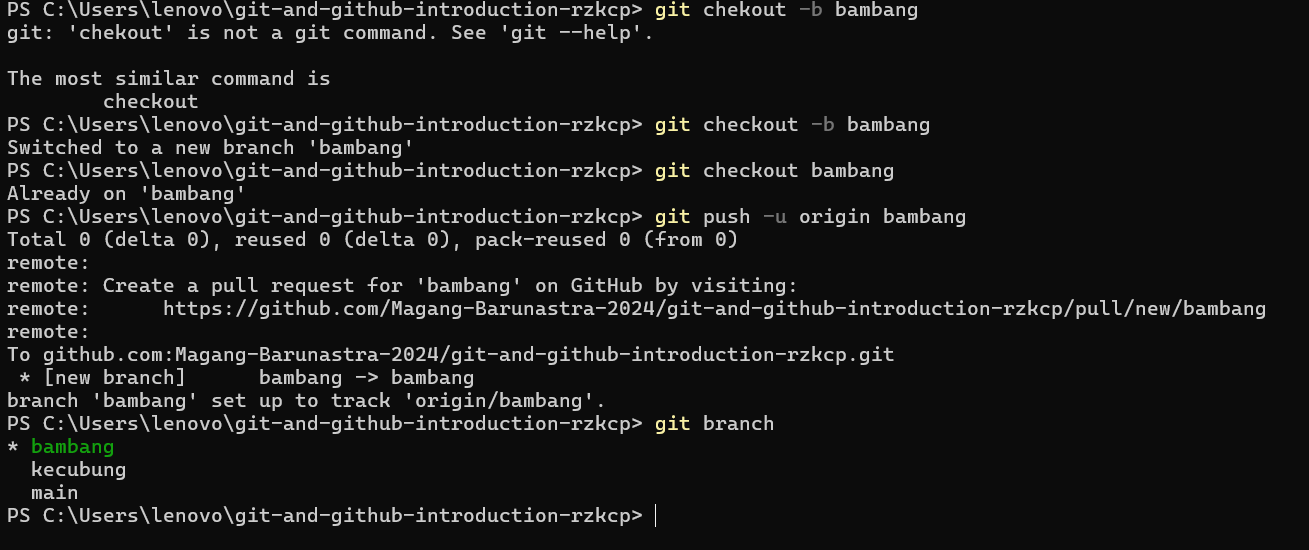 PS C:\Users\lenovo\git-and-github-introduction-rzkcp> git chekout -b bambang
git: 'chekout' is not a git command. See 'git --help'.

The most similar command is
        checkout
PS C:\Users\lenovo\git-and-github-introduction-rzkcp> git checkout -b bambang
Switched to a new branch 'bambang'
PS C:\Users\lenovo\git-and-github-introduction-rzkcp> git checkout bambang
Already on 'bambang'
PS C:\Users\lenovo\git-and-github-introduction-rzkcp> git push -u origin bambang
Total 0 (delta 0), reused 0 (delta 0), pack-reused 0 (from 0)
remote:
remote: Create a pull request for 'bambang' on GitHub by visiting:
remote:      https://github.com/Magang-Barunastra-2024/git-and-github-introduction-rzkcp/pull/new/bambang
remote:
To github.com:Magang-Barunastra-2024/git-and-github-introduction-rzkcp.git
 * [new branch]      bambang -> bambang
branch 'bambang' set up to track 'origin/bambang'.
PS C:\Users\lenovo\git-and-github-introduction-rzkcp> git branch
* bambang
  kecubung
  main
PS C:\Users\lenovo\git-and-github-introduction-rzkcp>